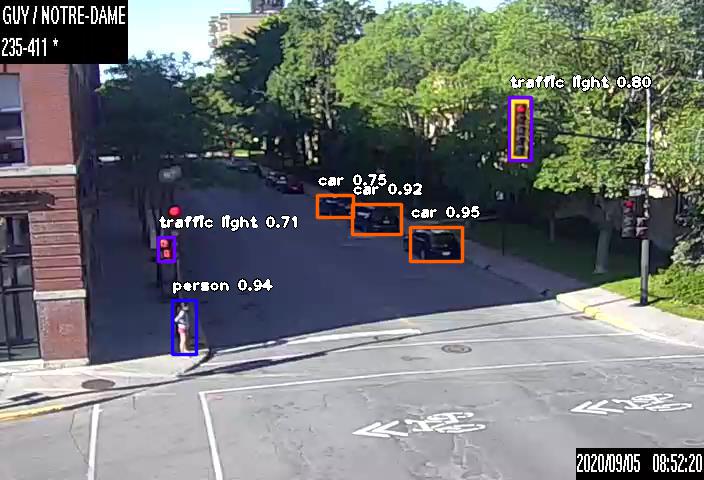 GUY / NOTRE-DAME
235-411 *
traffic light 0.80
car 0.75
car 0.92
car 0.95
traffic light 0.71
person 0.94
2020/09/05 08:52:20